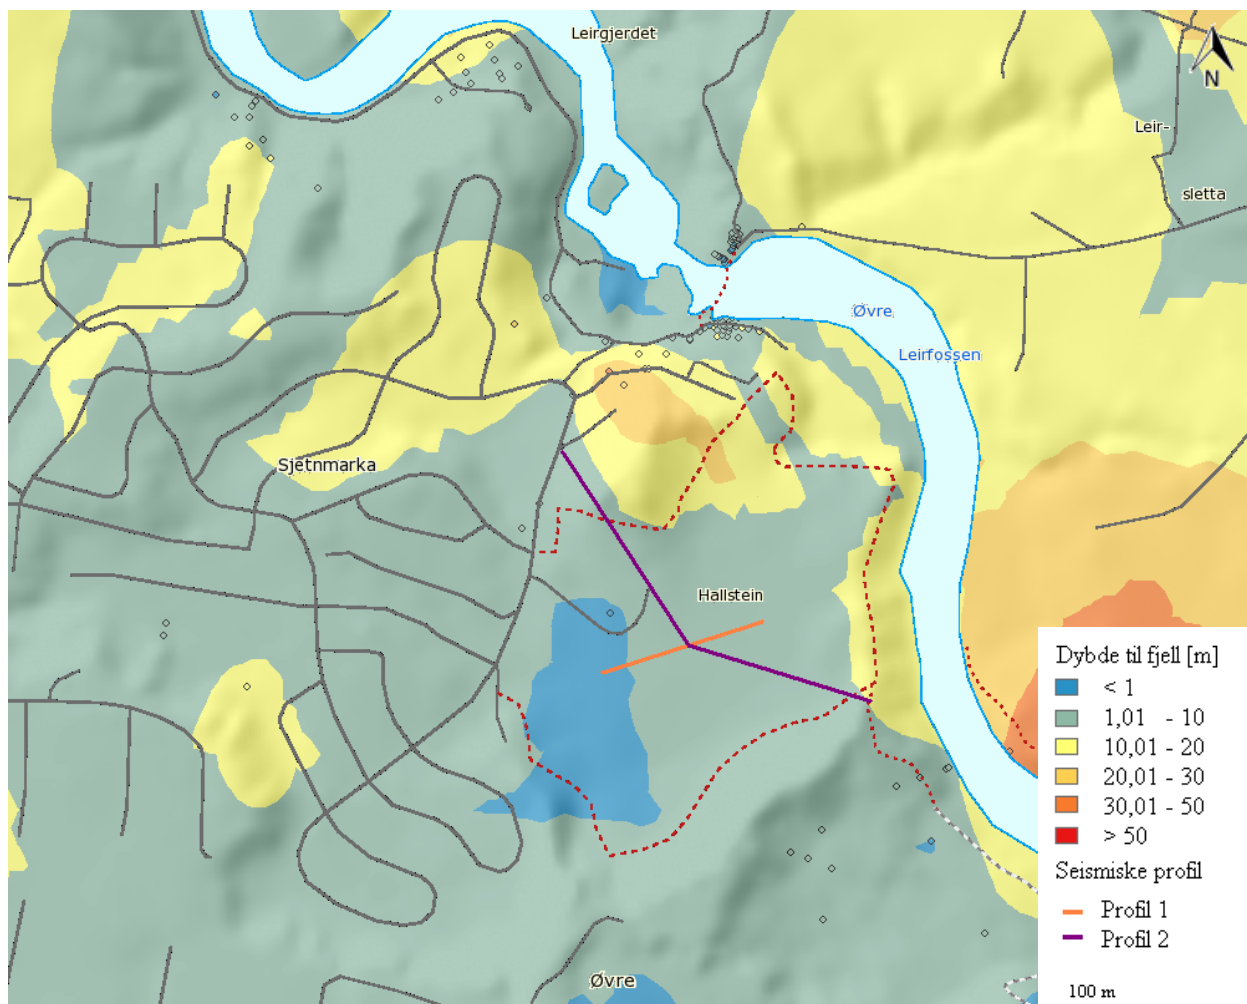 Leirgjerdet
N
Leir-
sletta
Øvre
Leirfossen
Sjetnmarka
Hallstein
Øvre
Dybde til fjell [m]
< 1
1,01 - 10
10,01 - 20
20,01 - 30
30,01 - 50
> 50
Seismiske profil
Profil 1
Profil 2
100 m